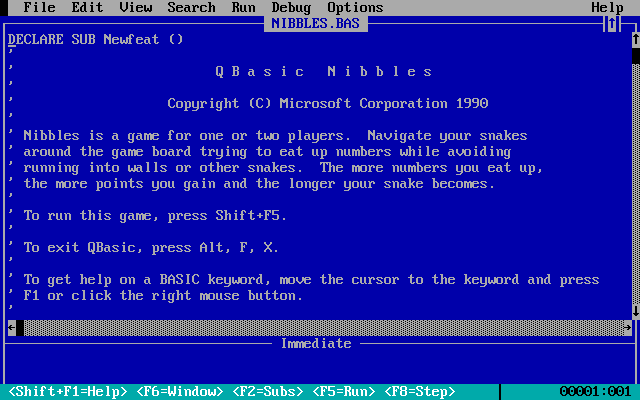 File Edit View Search Run Debug Options Help
NIBBLES.BAS
DECLARE SUB Newfeat ()
'
' Q B a s i c   N i b b l e s
'
' Copyright (C) Microsoft Corporation 1990
'
' Nibbles is a game for one or two players.  Navigate your snakes
' around the game board trying to eat up numbers while avoiding
' running into walls or other snakes.  The more numbers you eat up,
' the more points you gain and the longer your snake becomes.
'
' To run this game, press Shift+F5.
'
' To exit QBasic, press Alt, F, X.
'
' To get help on a BASIC keyword, move the cursor to the keyword and press
' F1 or click the right mouse button.
'
Immediate
<Shift+F1=Help> <F6=Window> <F2=Subs> <F5=Run> <F8=Step> 00001:001